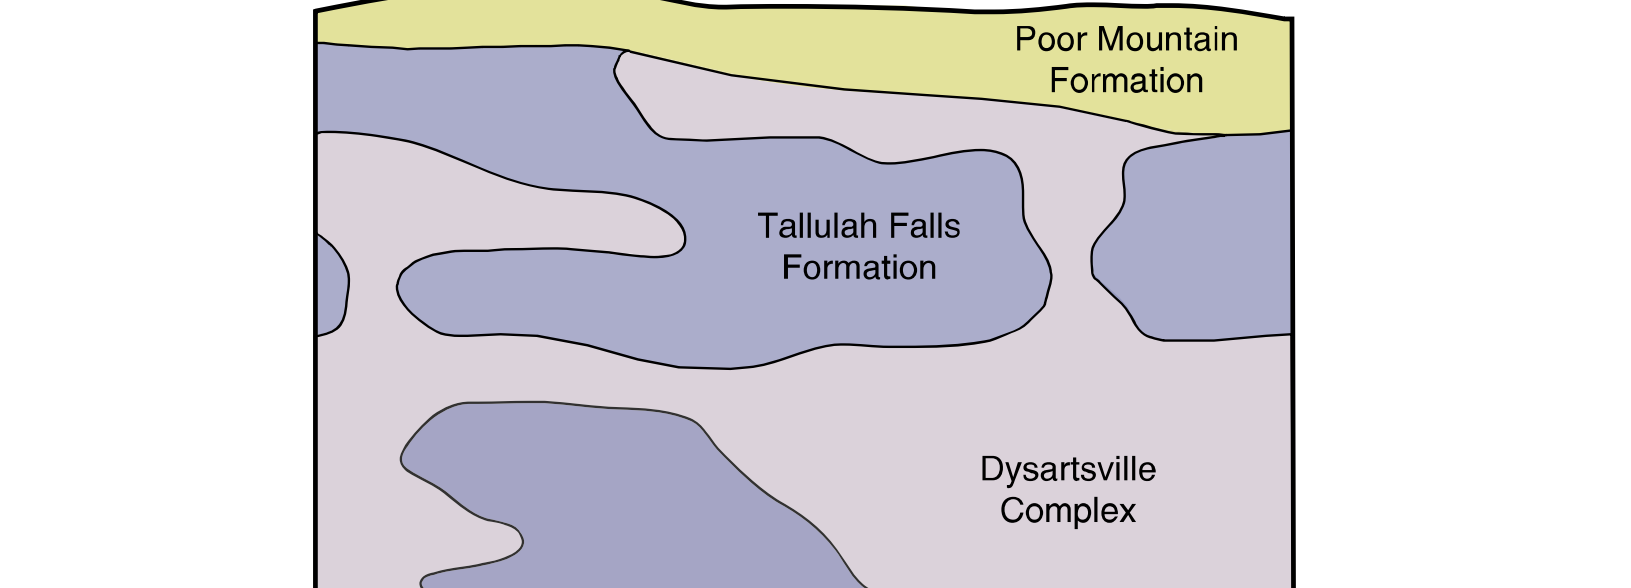 Poor Mountain
Formation
Tallulah Falls
Formation
Dysartsville
Complex